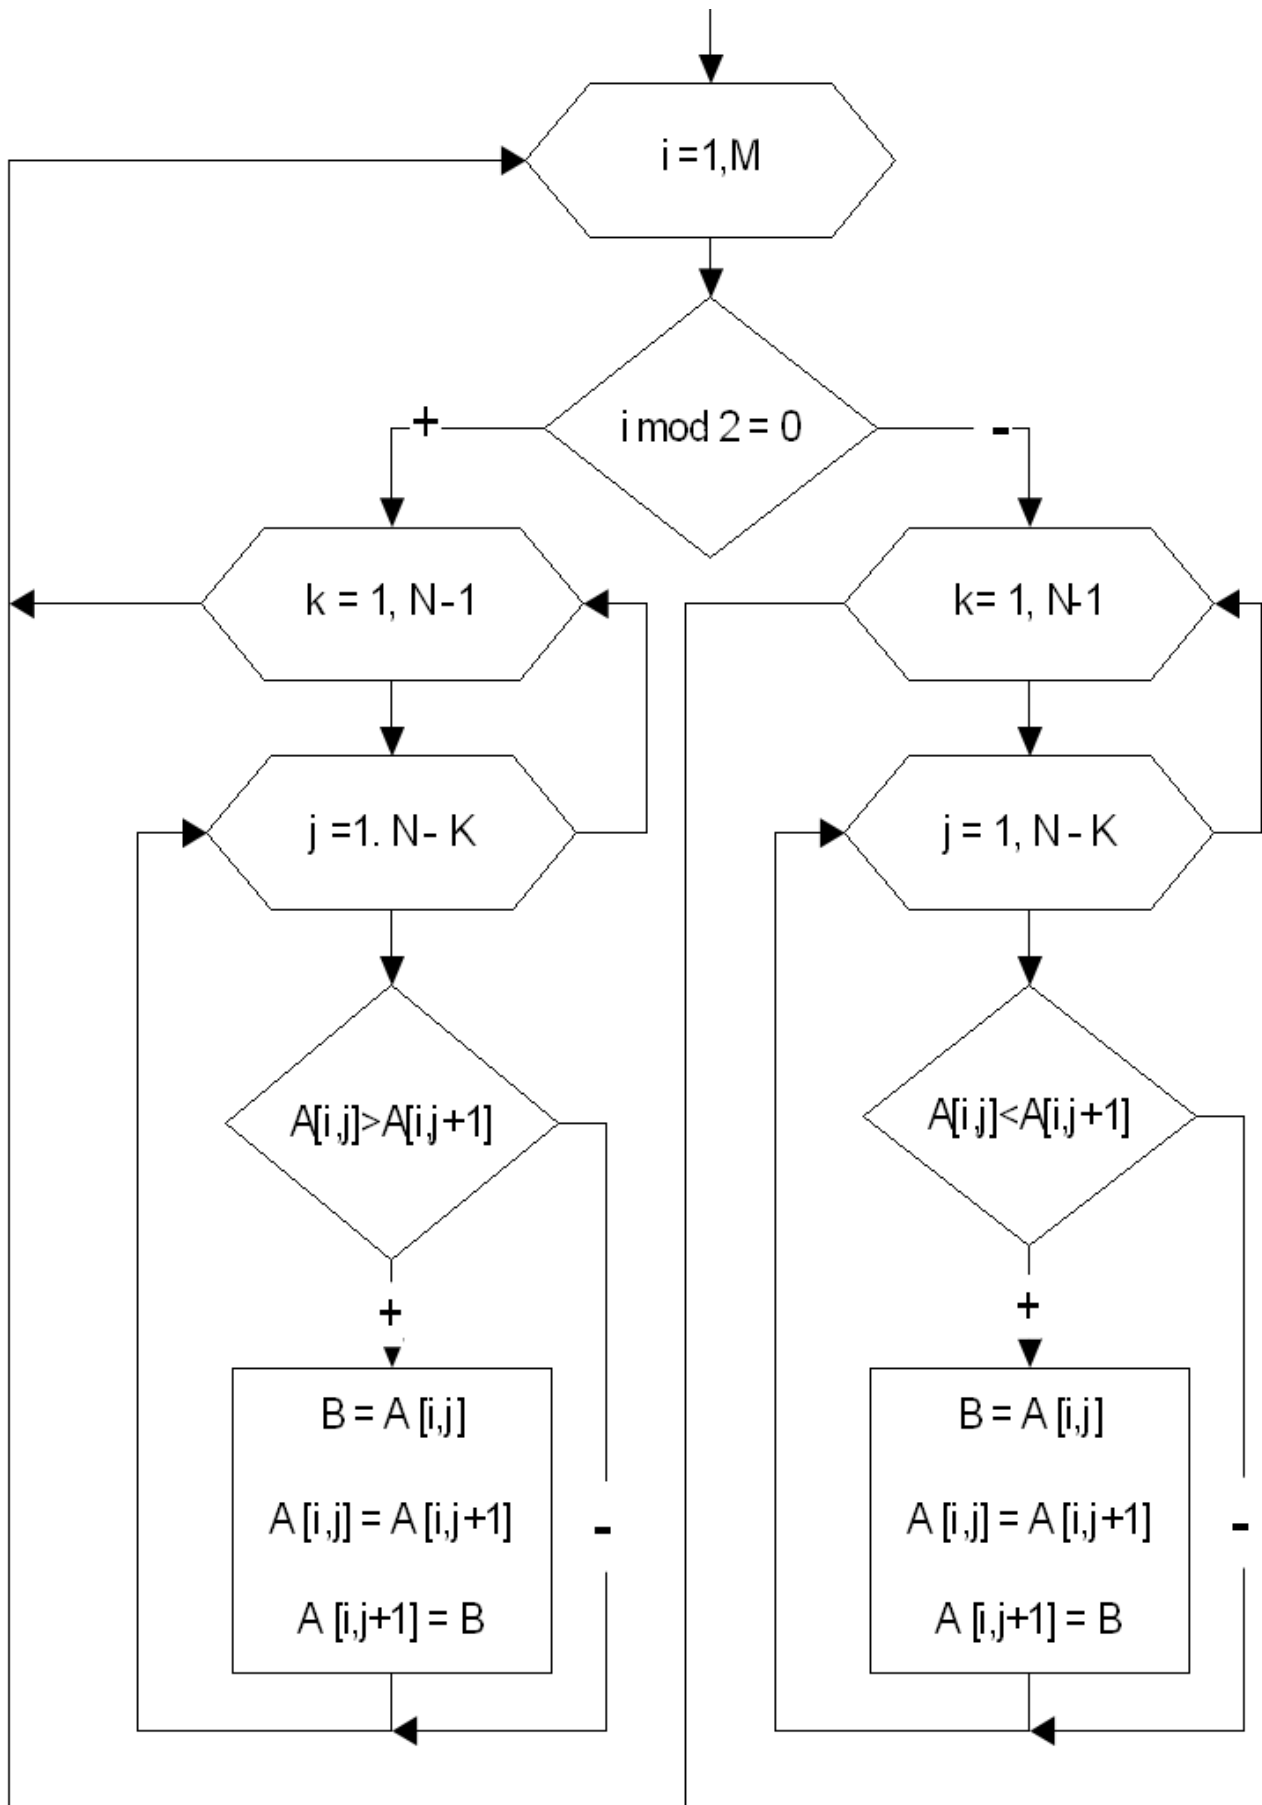 i =1,M
i mod 2 = 0
+
-
k = 1, N-1
k= 1, N-1
j =1. N- K
j = 1, N - K
A[i,j]>A[i,j+1]
A[i,j]<A[i,j+1]
+
+
B = A [i,j]
A [i,j] = A [i,j+1]
A [i,j+1] = B
-
B = A [i,j]
A [i,j] = A [i,j+1]
A [i,j+1] = B
-